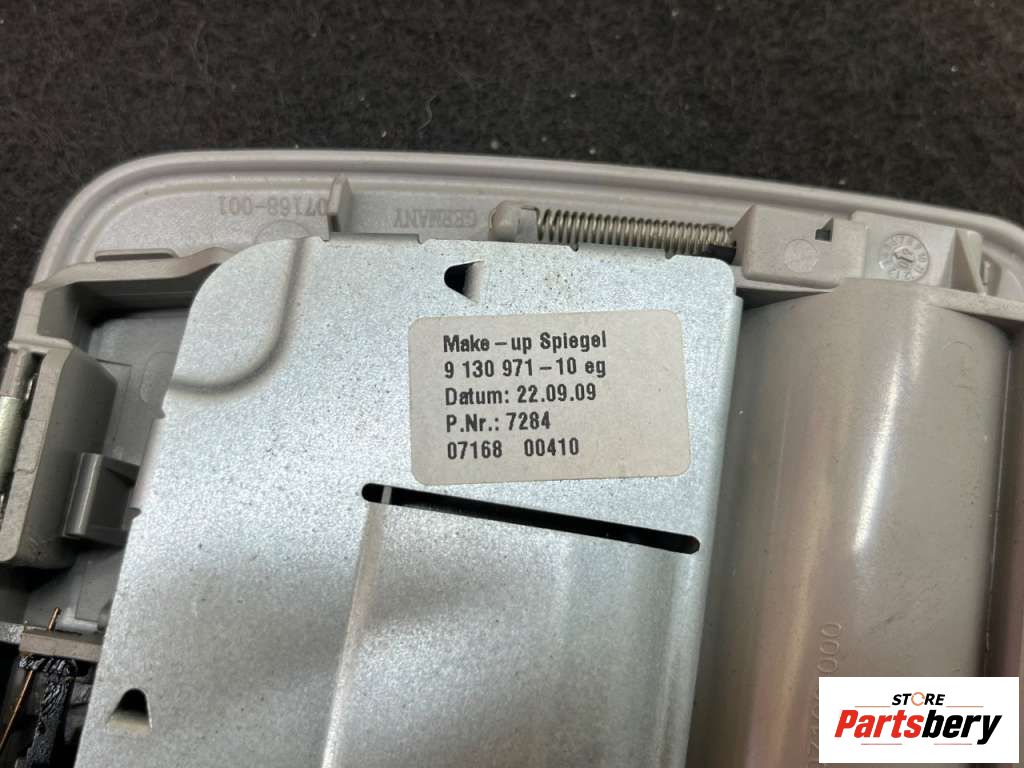 07168-001
GERMANY
Make-up Spiegel
9 130 971-10 eg
Datum: 22.09.09
P.Nr.: 7284
07168 00410
STORE
Partsbery